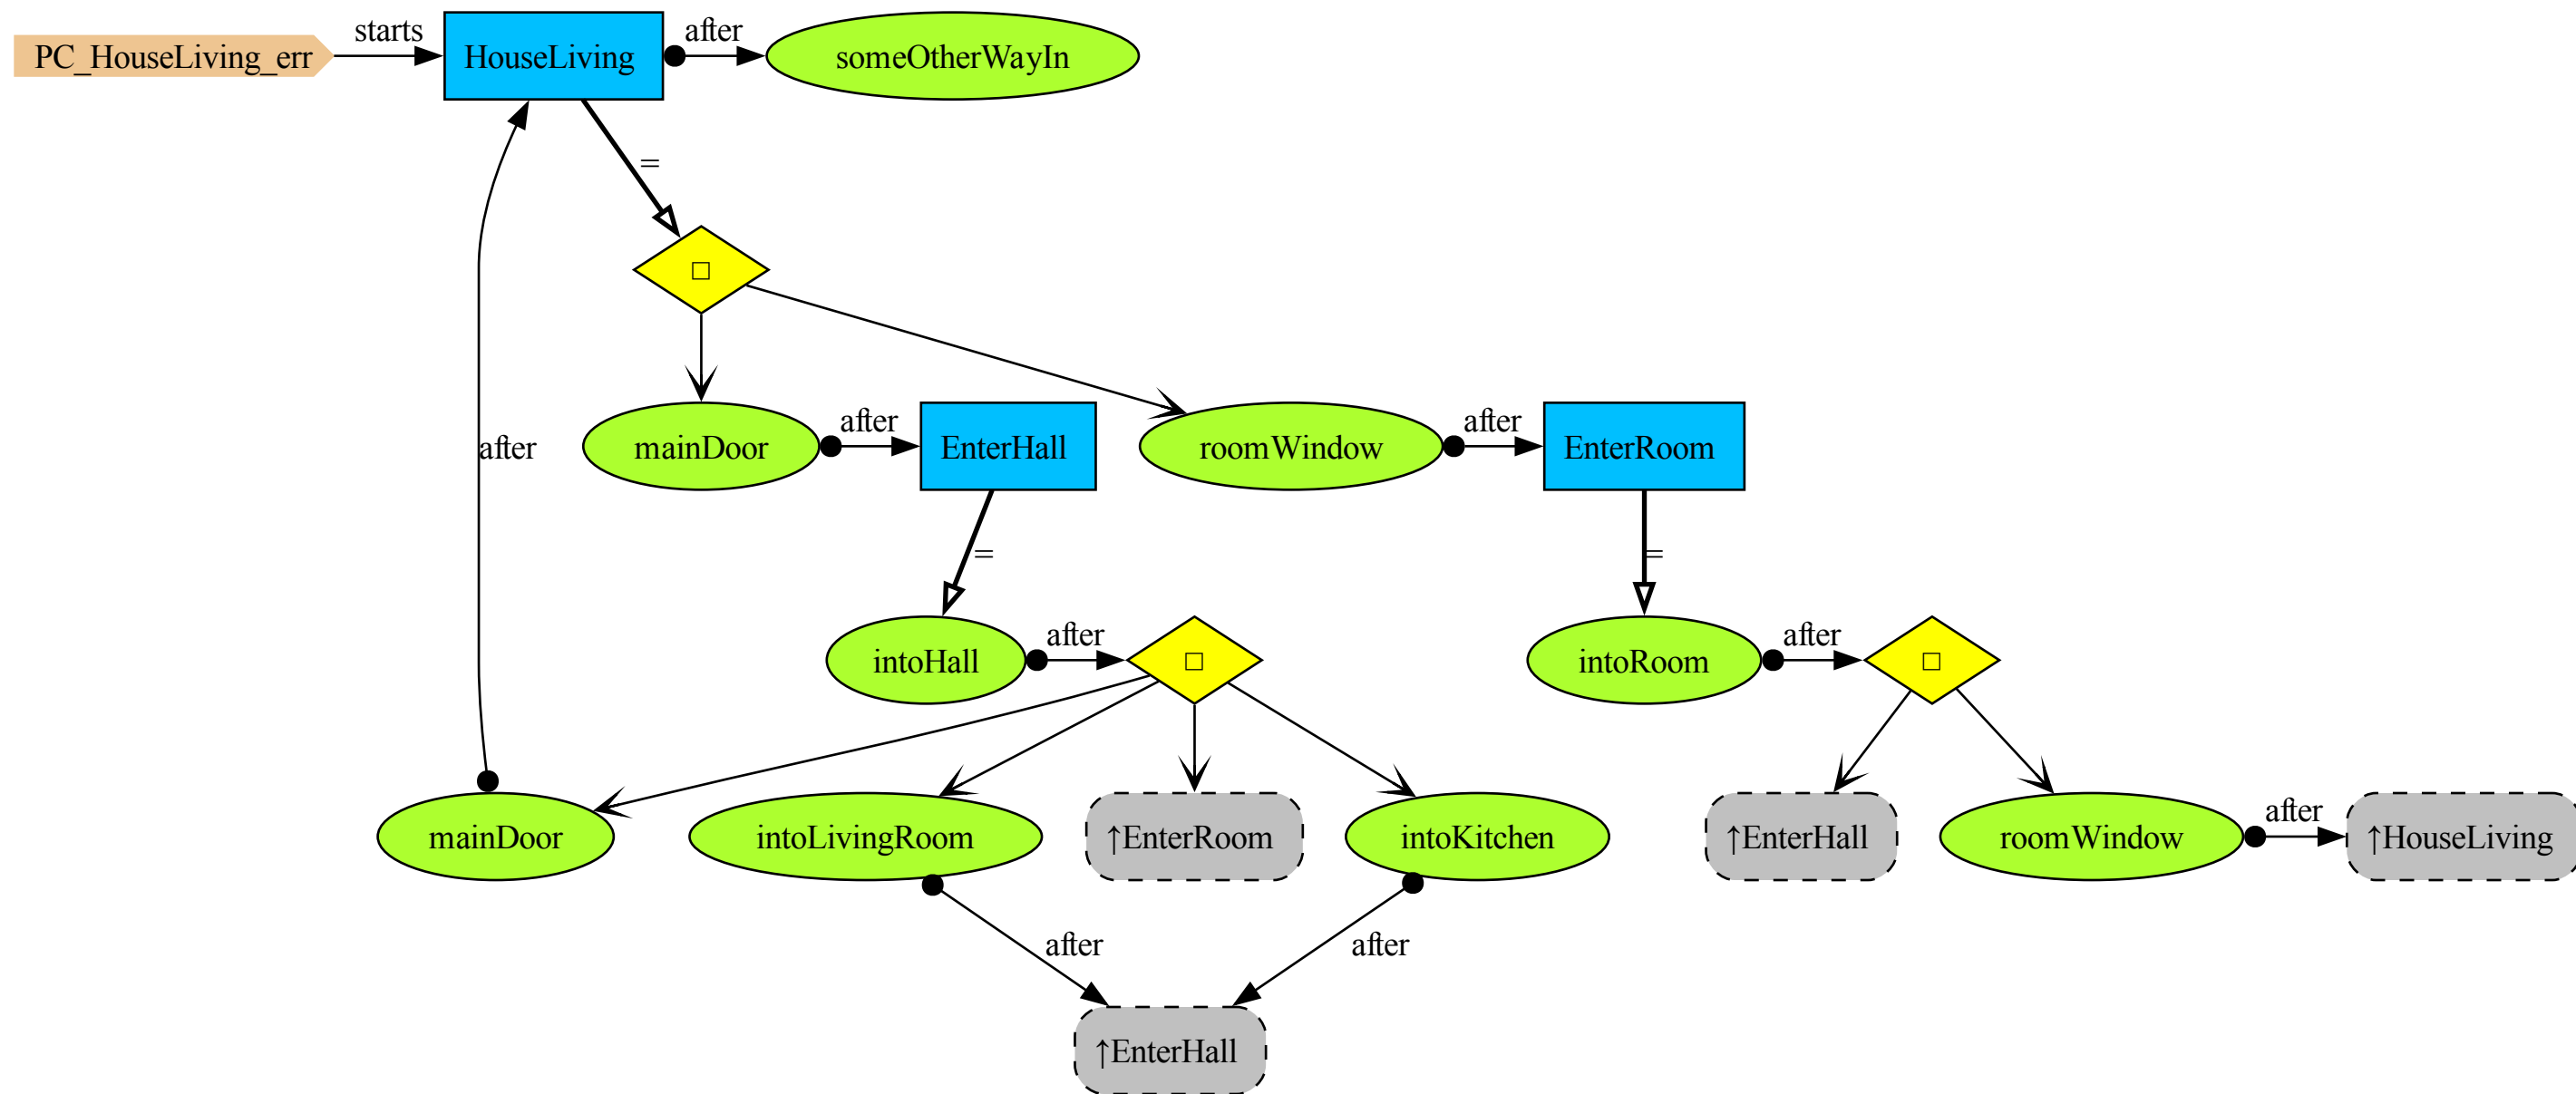 PC_HouseLiving_err
starts
HouseLiving
after
someOtherWayIn
=
□
mainDoor
after
EnterHall
roomWindow
after
EnterRoom
after
=
=
intoHall
after
□
intoRoom
after
□
mainDoor
intoLivingRoom
↑EnterRoom
intoKitchen
↑EnterHall
roomWindow
after
↑HouseLiving
after
after
↑EnterHall